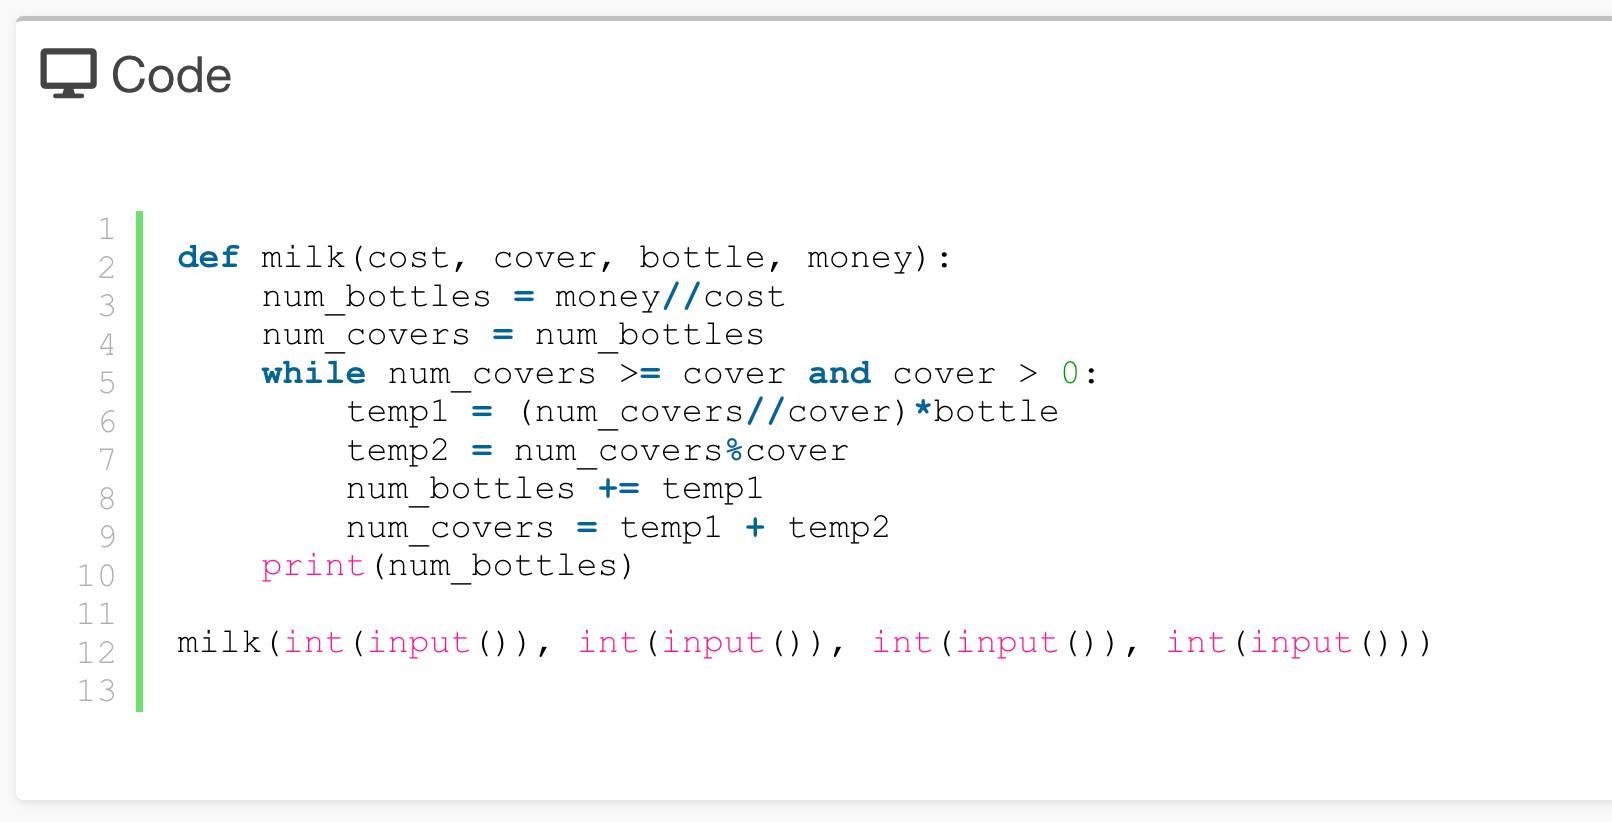 Code
1
2 def milk(cost, cover, bottle, money):
3     num_bottles = money//cost
4     num_covers = num_bottles
5     while num_covers >= cover and cover > 0:
6         temp1 = (num_covers//cover)*bottle
7         temp2 = num_covers%cover
8         num_bottles += temp1
9         num_covers = temp1 + temp2
10     print(num_bottles)
11
12 milk(int(input()), int(input()), int(input()), int(input()))
13